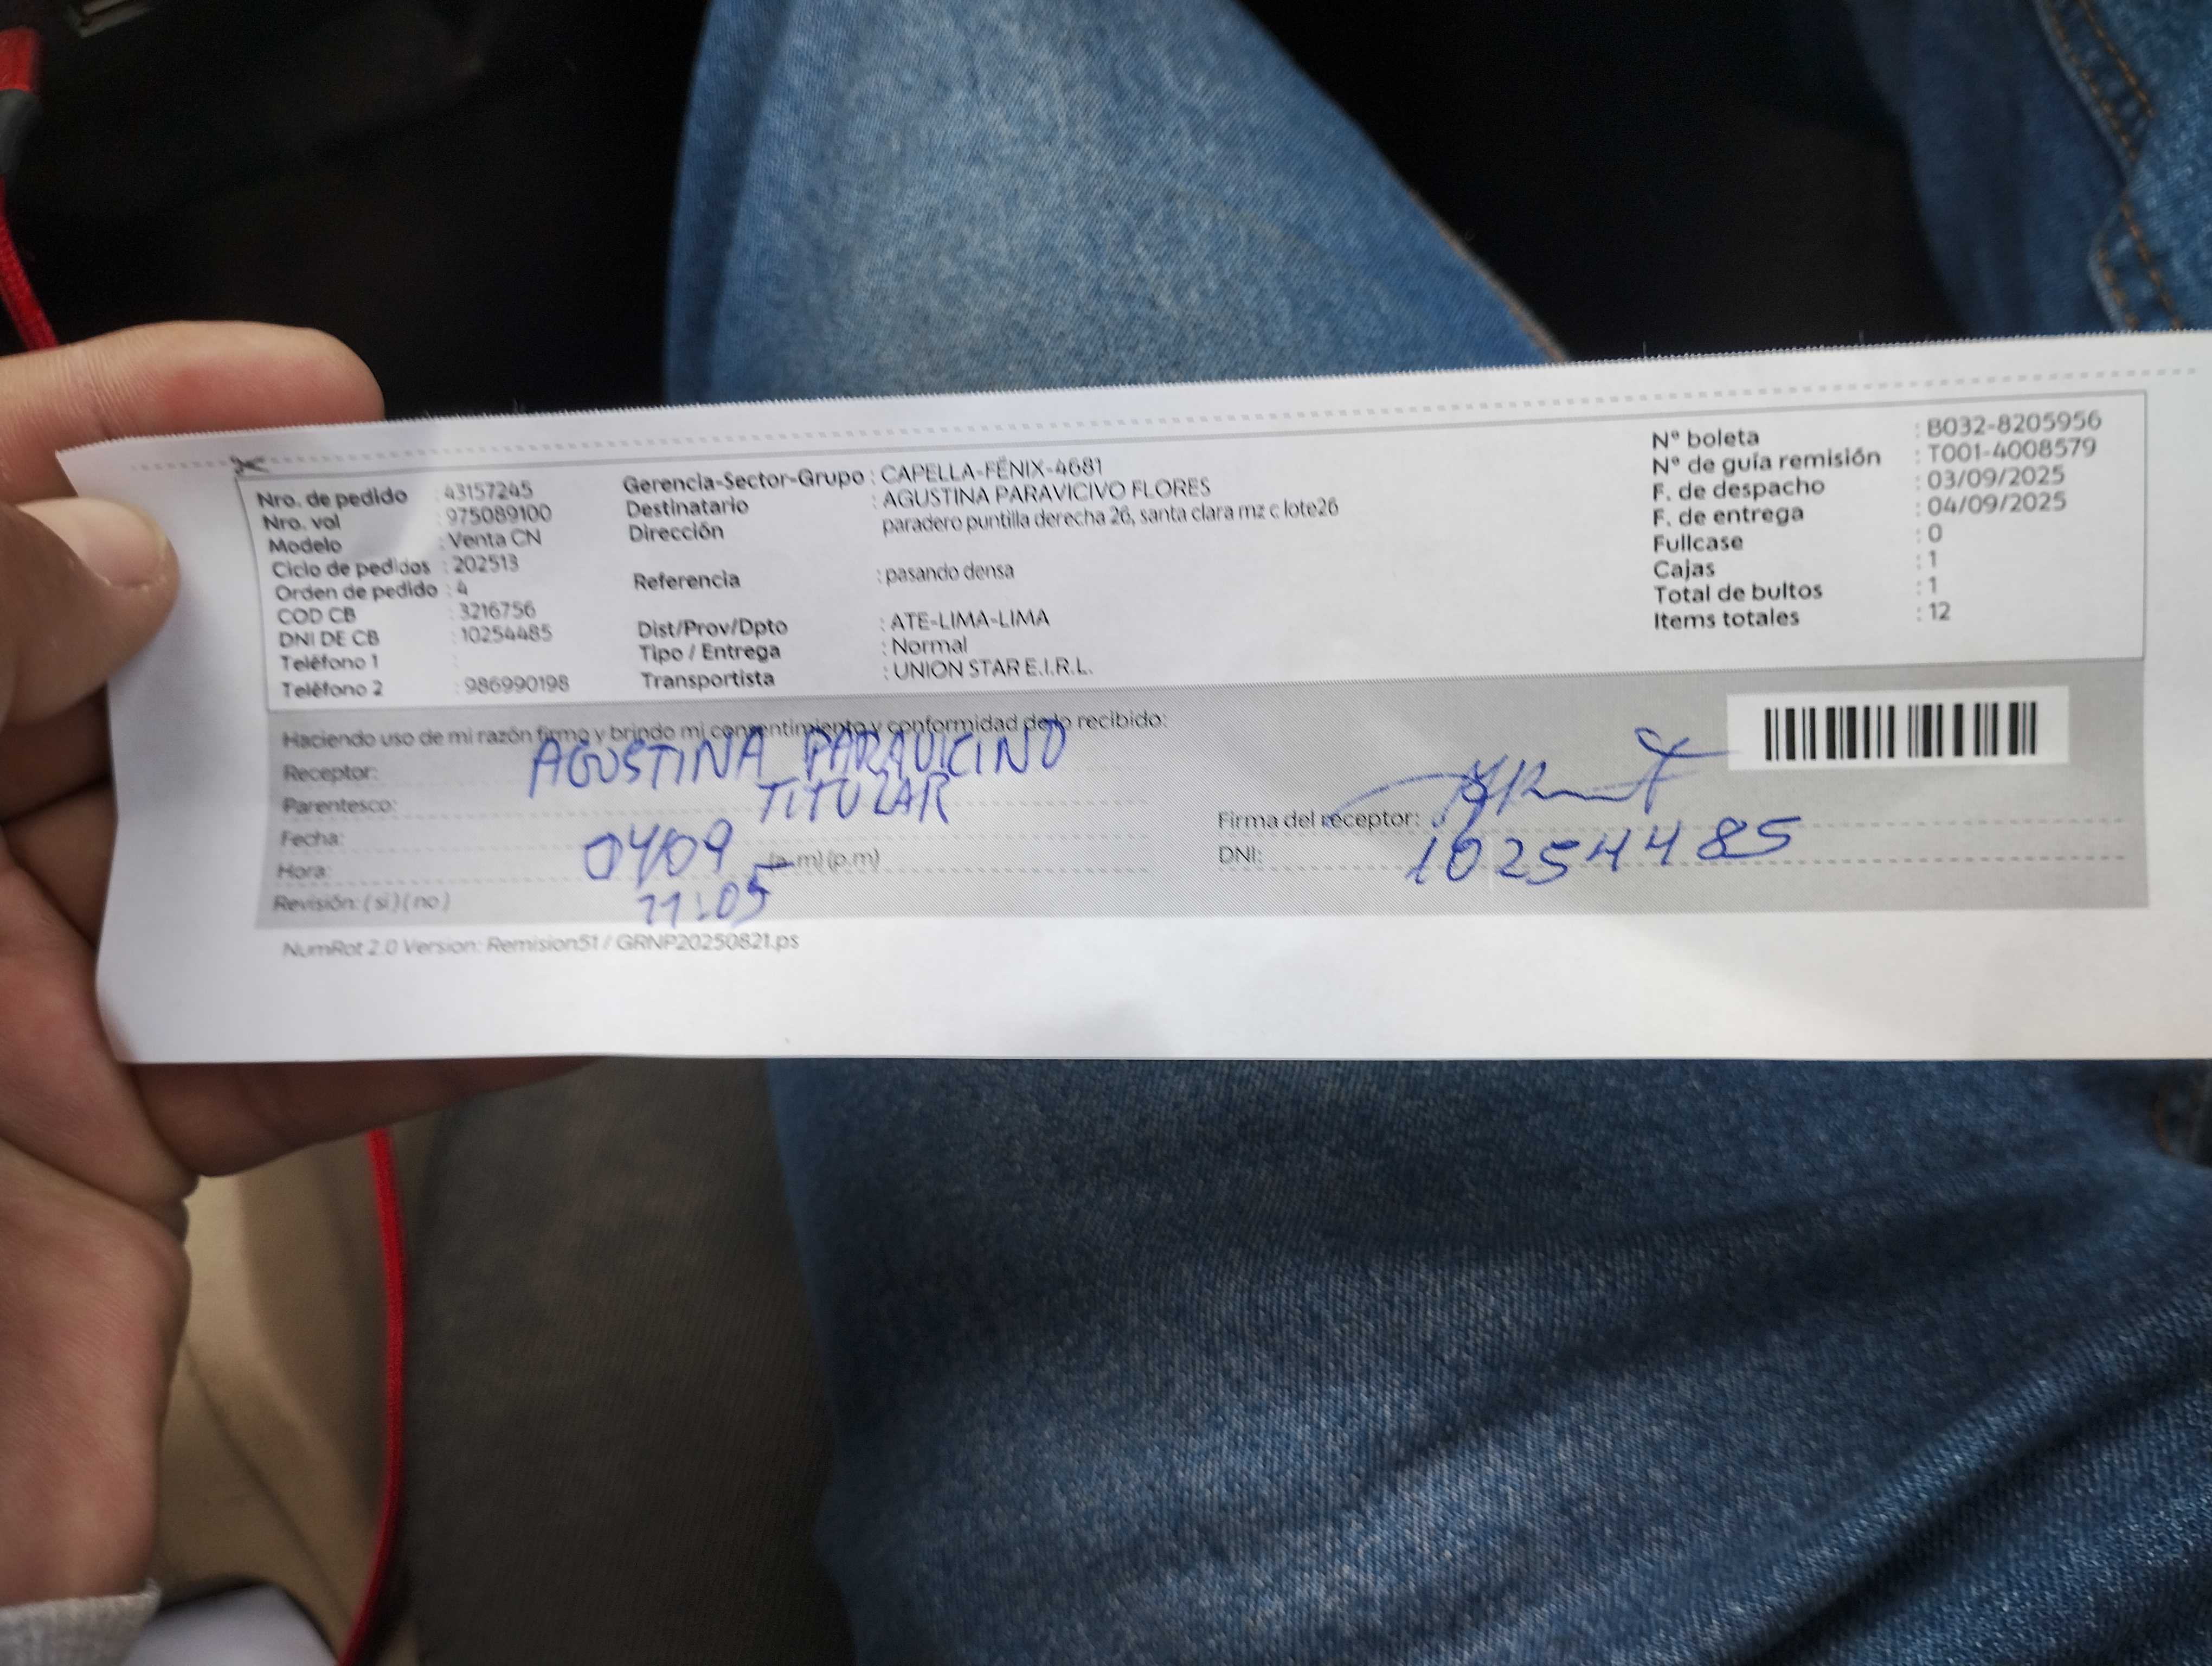 Nro. de pedido : 43157245
Nro. vol : 975089100
Modelo : Venta CN
Ciclo de pedidos : 202513
Orden de pedido : 4
COD CB : 3216756
DNI DE CB : 10254485
Teléfono 1 :
Teléfono 2 : 986990198
Gerencia-Sector-Grupo : CAPELLA-FÉNIX-4681
Destinatario : AGUSTINA PARAVICIVO FLORES
Dirección paradero puntilla derecha 26, santa clara mz c lote26
Referencia : pasando densa
Dist/Prov/Dpto : ATE-LIMA-LIMA
Tipo / Entrega : Normal
Transportista : UNION STAR E.I.R.L.
N° boleta : B032-8205956
N° de guía remisión : T001-4008579
F. de despacho : 03/09/2025
F. de entrega : 04/09/2025
Fullcase : 0
Cajas : 1
Total de bultos : 1
Items totales : 12
Haciendo uso de mi razón firmo y brindo mi consentimiento y conformidad de lo recibido:
Receptor: AGUSTINA PARAVICINO
Parentesco: TITULAR
Fecha: 04/09
Hora: 11:05 (a.m) (p.m)
Revisión: ( si ) ( no )
Firma del receptor:
DNI: 10254485
NumRot 2.0 Version: Remision51 / GRNP20250821.ps